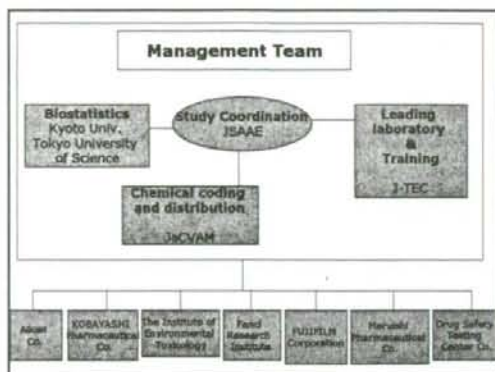 Management Team
Biostatistics
Kyoto Univ.
Tokyo University
of Science
Study Coordination
JSAAE
Leading
laboratory
&
Training
J-TEC
Chemical coding
and distribution
JaCVAM
Co.
KOBAYASHI
Pharmaceutical Co.
The Institute of
Environmental
Toxicology
Food
Research
Institute
FUJIFILM
Corporation
Pharmaceutical
Co.
Drug Safety
Testing
Center Co.